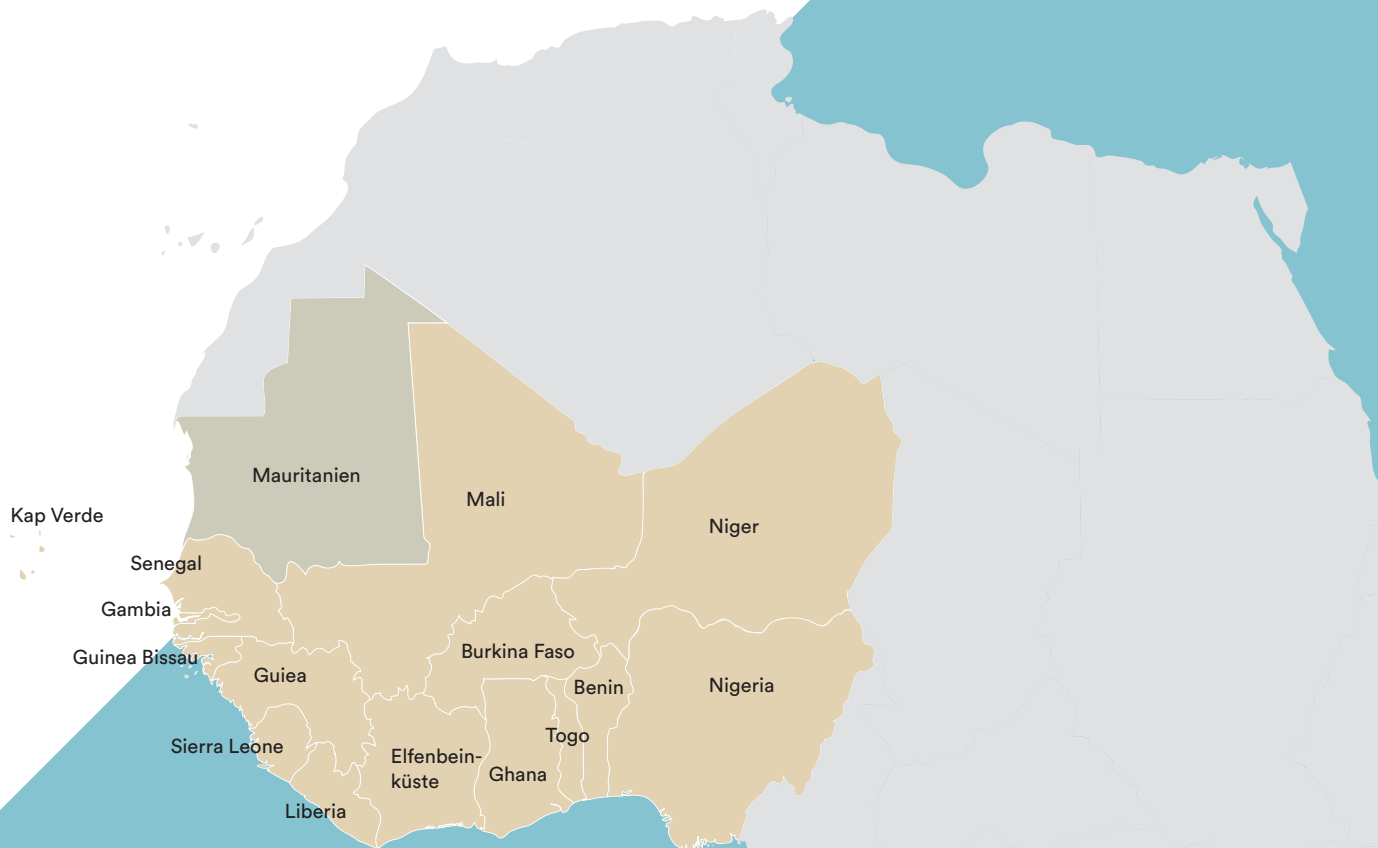 Mauritanien
Mali
Kap Verde
Niger
Senegal
Gambia
Burkina Faso
Guinea Bissau
Guiea
Benin
Nigeria
Togo
Sierra Leone
Elfenbein-
küste
Ghana
Liberia